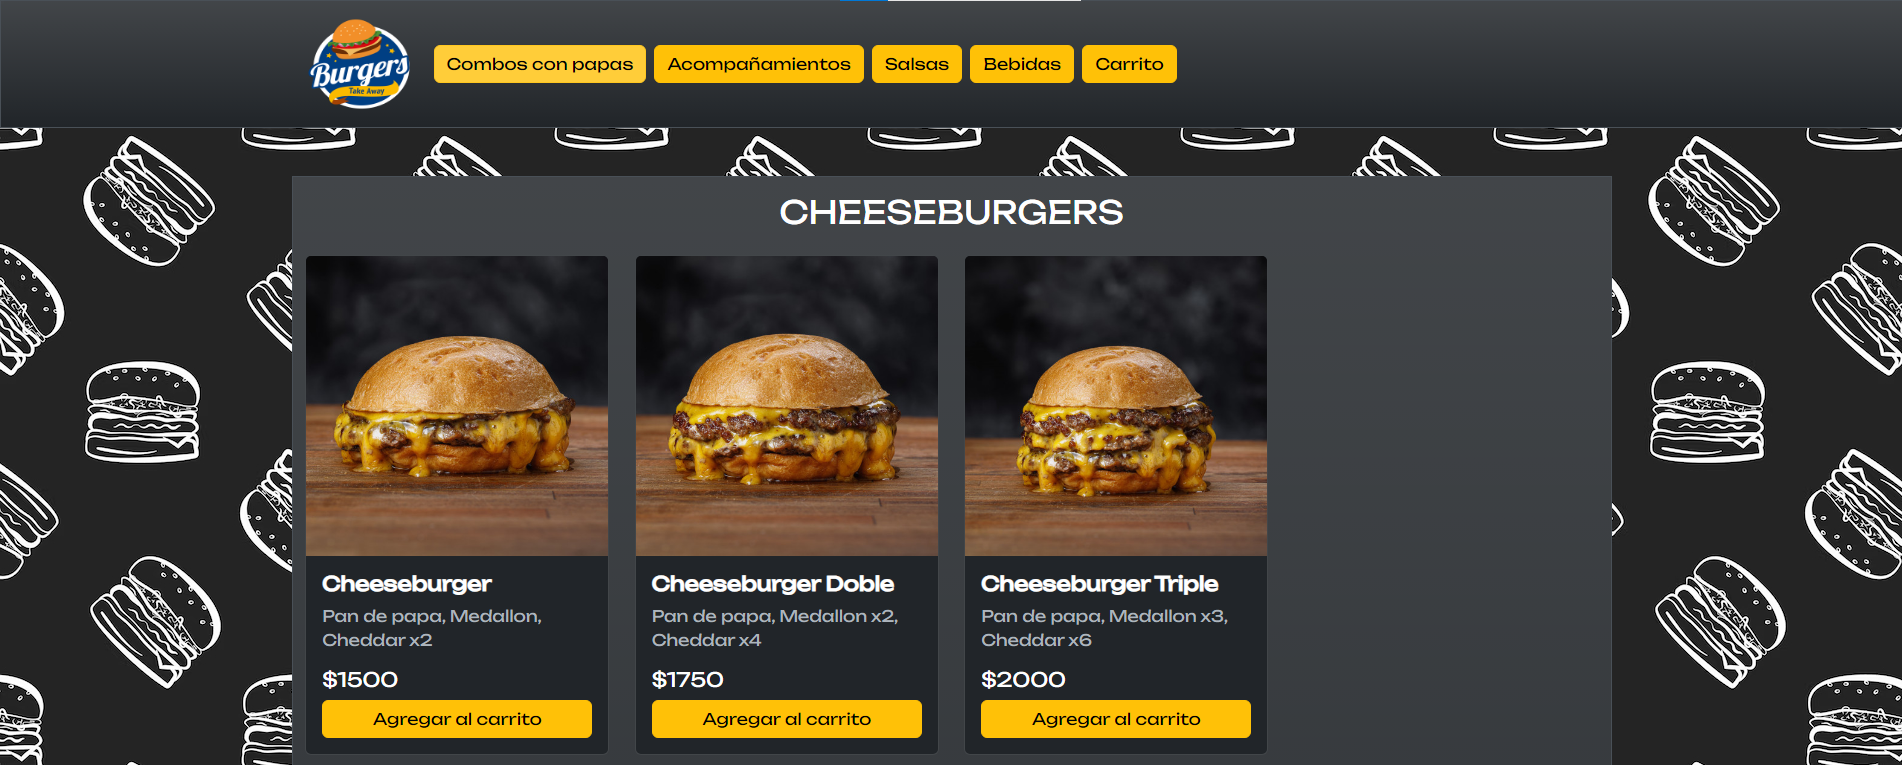 Burgers
Take Away
Combos con papas
Acompañamientos
Salsas
Bebidas
Carrito
CHEESEBURGERS
Cheeseburger
Pan de papa, Medallon,
Cheddar x2
$1500
Agregar al carrito
Cheeseburger Doble
Pan de papa, Medallon x2,
Cheddar x4
$1750
Agregar al carrito
Cheeseburger Triple
Pan de papa, Medallon x3,
Cheddar x6
$2000
Agregar al carrito